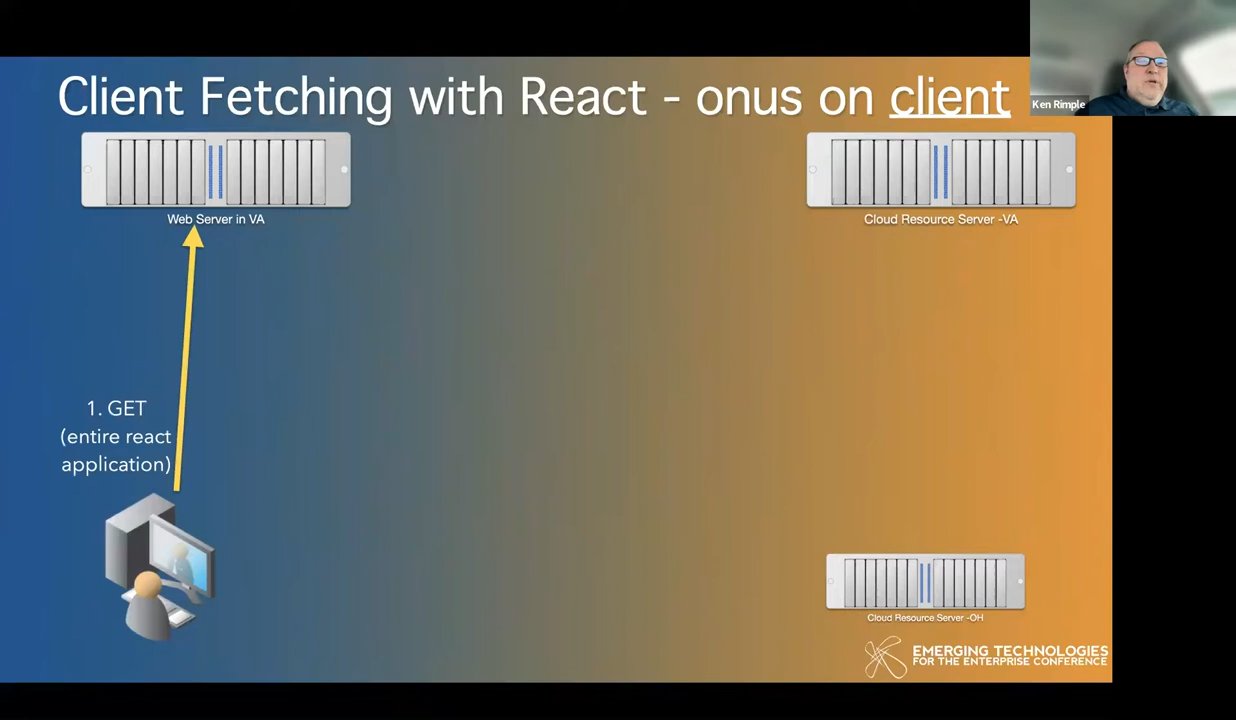 Client Fetching with React - onus on client
Ken Rimple
Web Server in VA
Cloud Resource Server -VA
1. GET
(entire react
application)
Cloud Resource Server -OH
EMERGING TECHNOLOGIES
FOR THE ENTERPRISE CONFERENCE